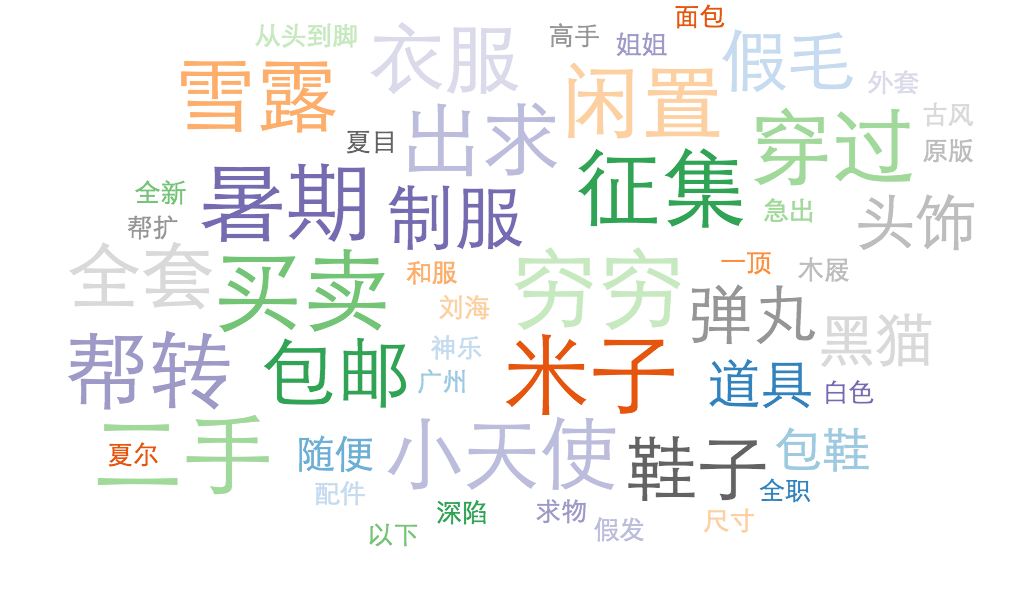 面包
从头到脚
衣服
高手
姐姐
假毛
雪露
闲置
外套
出求
穿过
古风
夏目
原版
暑期
制服
征集
全新
急出
头饰
帮扩
全套
买卖
和服
穷穷
一顶
木屐
刘海
弹丸
黑猫
帮转
包邮
神乐
米子
广州
道具
白色
三手
夏尔
随便
小天使
鞋子
包鞋
配件
全职
深陷
求物
尺寸
以下
假发